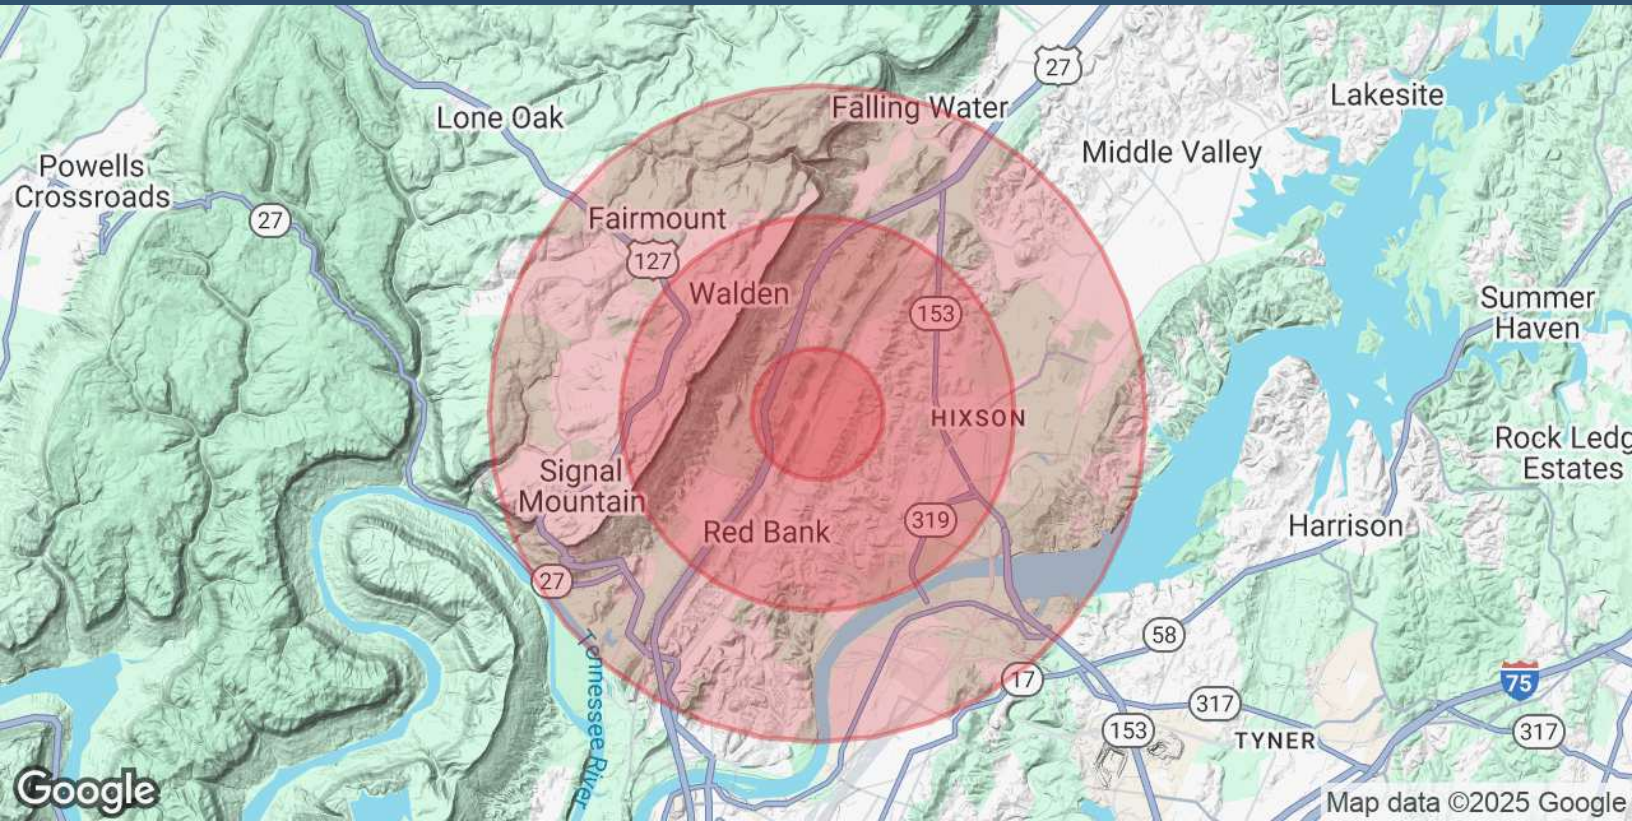 27
Lakesite
Falling Water
Lone Oak
Middle Valley
Powells
Crossroads
27
Fairmount
127
Walden
153
Summer
Haven
HIXSON
Rock Ledg
Estates
Signal
Mountain
319
Red Bank
Harrison
27
58
Tennessee River
17
75
317
153
317
TYNER
Google
Map data ©2025 Google